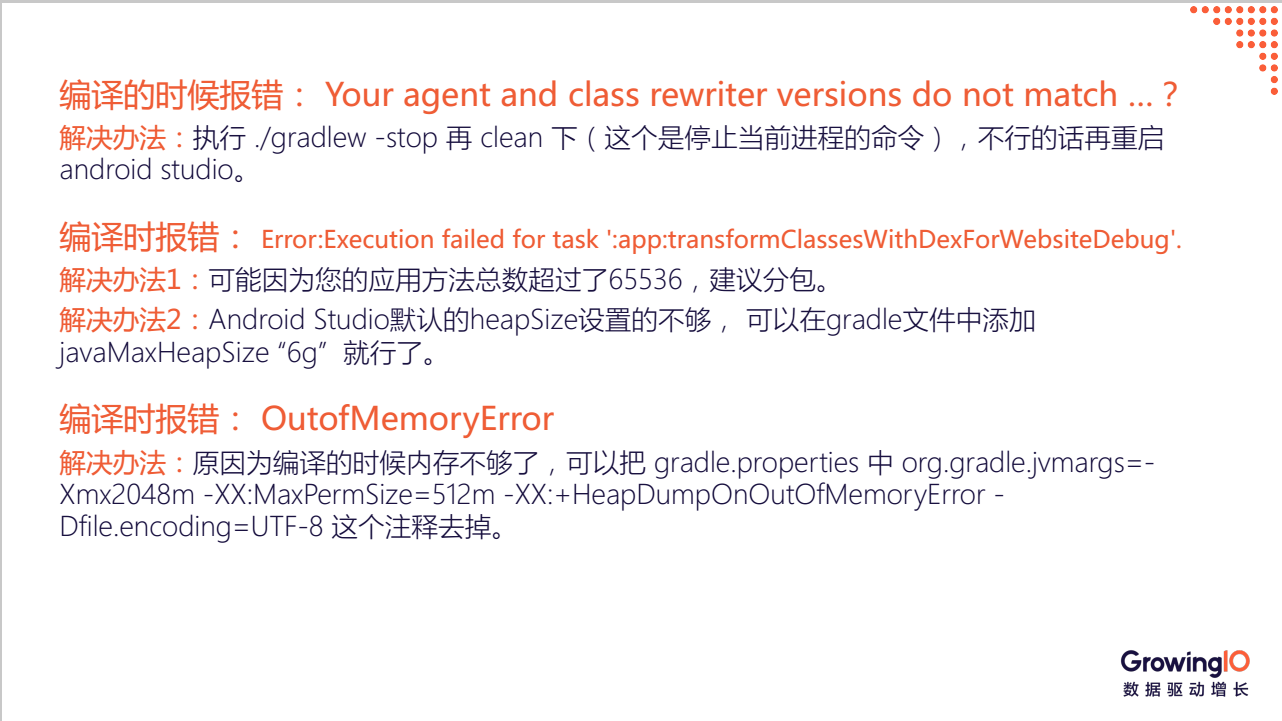 编译的时候报错： Your agent and class rewriter versions do not match ...？
解决办法：执行 ./gradlew -stop 再 clean 下（这个是停止当前进程的命令），不行的话再重启
android studio。
编译时报错： Error:Execution failed for task ':app:transformClassesWithDexForWebsiteDebug'.
解决办法1：可能因为您的应用方法总数超过了65536，建议分包。
解决办法2：Android Studio默认的heapSize设置的不够， 可以在gradle文件中添加
javaMaxHeapSize “6g” 就行了。
编译时报错： OutofMemoryError
解决办法：原因为编译的时候内存不够了，可以把 gradle.properties 中 org.gradle.jvmargs=-
Xmx2048m -XX:MaxPermSize=512m -XX:+HeapDumpOnOutOfMemoryError -
Dfile.encoding=UTF-8 这个注释去掉。
GrowingIO
数据驱动增长